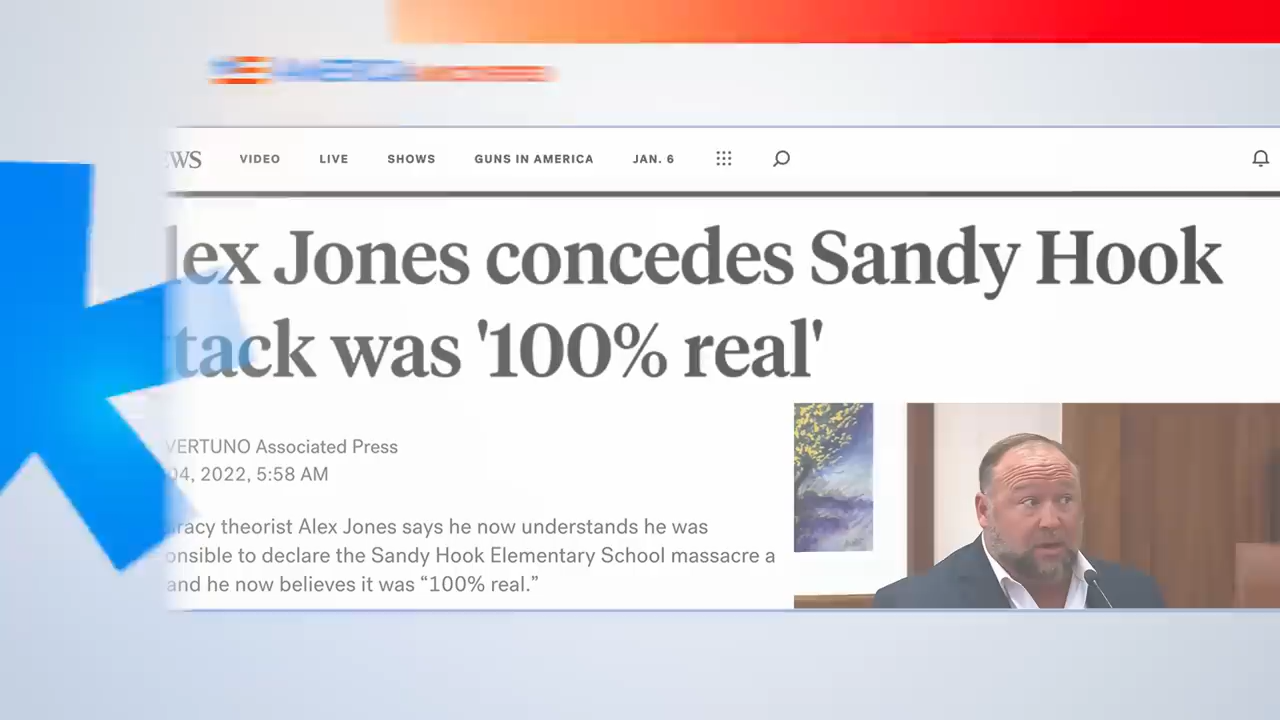 EWS VIDEO LIVE SHOWS GUNS IN AMERICA JAN. 6
lex Jones concedes Sandy Hook
tack was '100% real'
VERTUNO Associated Press
04, 2022, 5:58 AM
racy theorist Alex Jones says he now understands he was
onsible to declare the Sandy Hook Elementary School massacre a
and he now believes it was “100% real.”